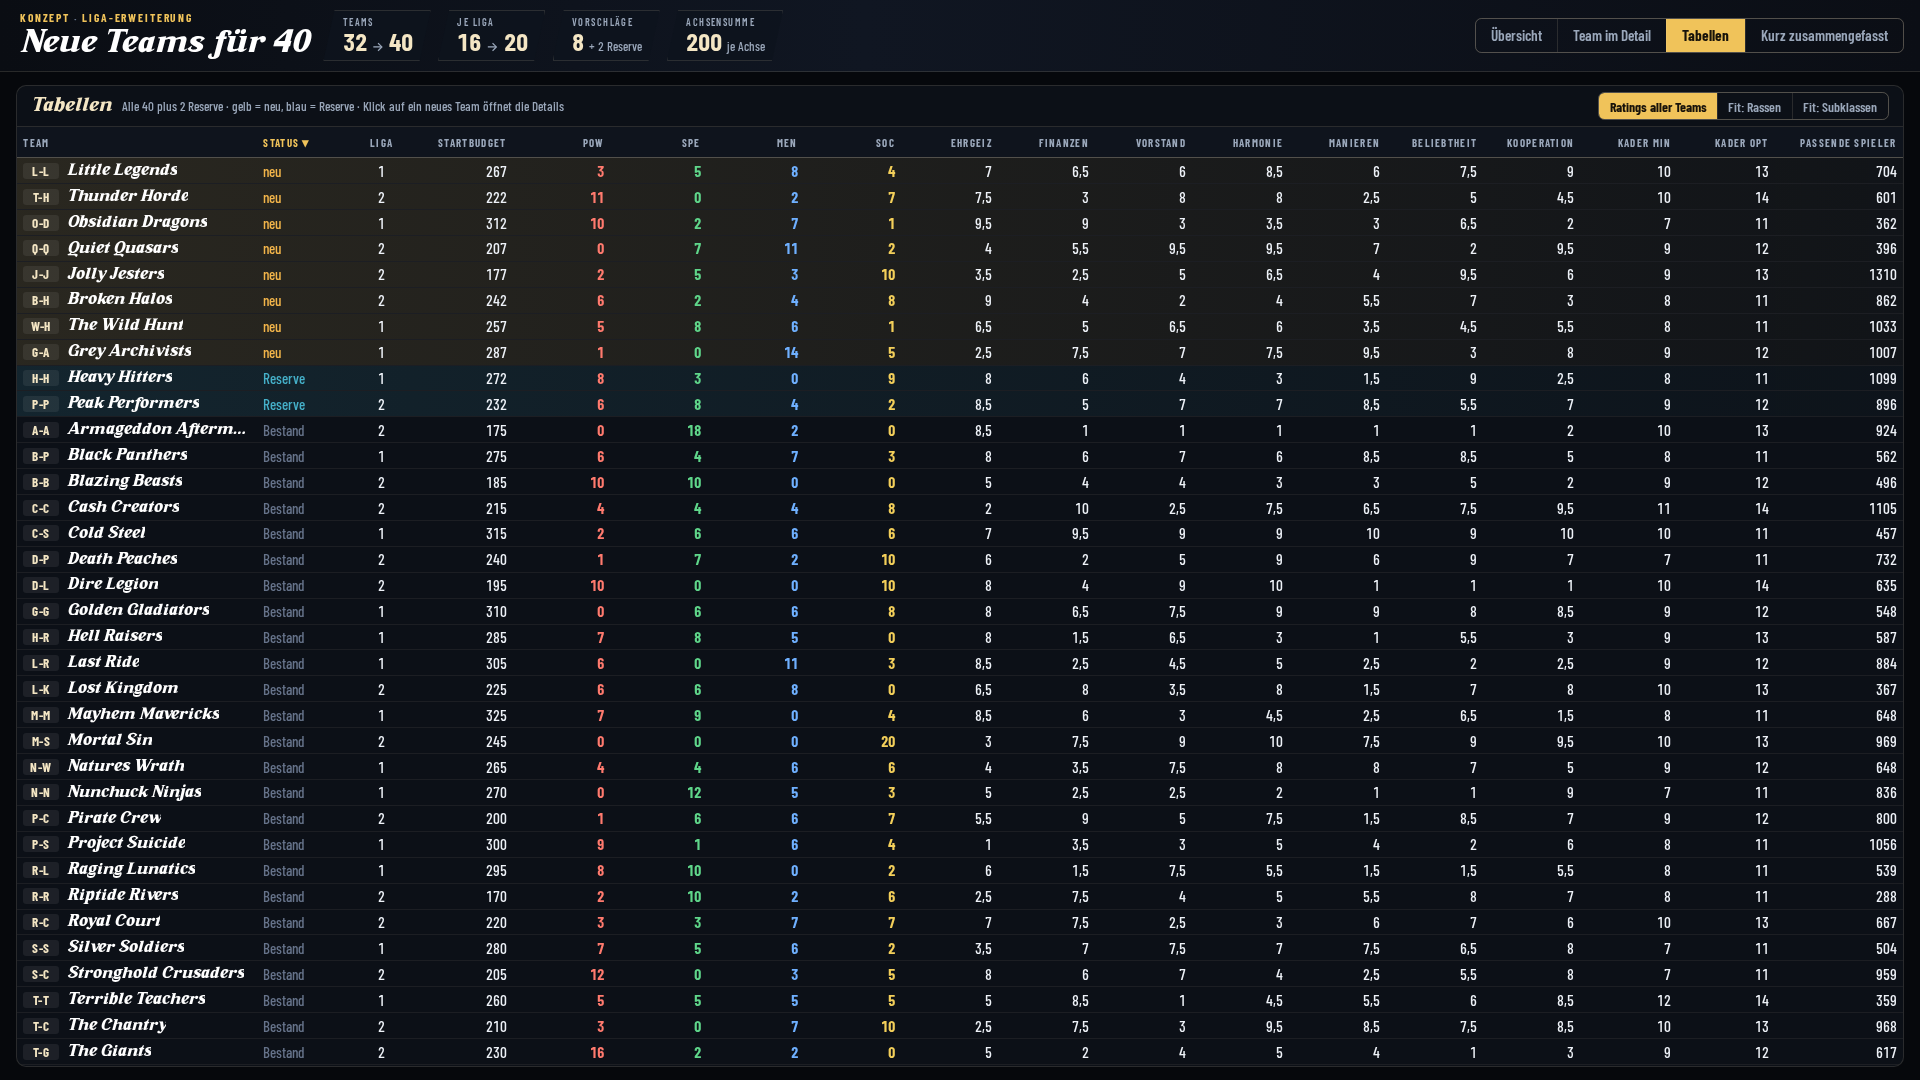 KONZEPT · LIGA-ERWEITERUNG
Neue Teams für 40
TEAMS
32 → 40
JE LIGA
16 → 20
VORSCHLÄGE
8 + 2 Reserve
ACHSENSUMME
200 je Achse
Übersicht Team im Detail Tabellen Kurz zusammengefasst
Tabellen Alle 40 plus 2 Reserve · gelb = neu, blau = Reserve · Klick auf ein neues Team öffnet die Details
Ratings aller Teams Fit: Rassen Fit: Subklassen
TEAM STATUS ▼ LIGA STARTBUDGET POW SPE MEN SOC EHRGEIZ FINANZEN VORSTAND HARMONIE MANIEREN BELIEBTHEIT KOOPERATION KADER MIN KADER OPT PASSENDE SPIELER
L-L Little Legends neu 1 267 3 5 8 4 7 6,5 6 8,5 6 7,5 9 10 13 704
T-H Thunder Horde neu 2 222 11 0 2 7 7,5 3 8 8 2,5 5 4,5 10 14 601
O-D Obsidian Dragons neu 1 312 10 2 7 1 9,5 9 3 3,5 3 6,5 2 7 11 362
Q-Q Quiet Quasars neu 2 207 0 7 11 2 4 5,5 9,5 9,5 7 2 9,5 9 12 396
J-J Jolly Jesters neu 2 177 2 5 3 10 3,5 2,5 5 6,5 4 9,5 6 9 13 1310
B-H Broken Halos neu 2 242 6 2 4 8 9 4 2 4 5,5 7 3 8 11 862
W-H The Wild Hunt neu 1 257 5 8 6 1 6,5 5 6,5 6 3,5 4,5 5,5 8 11 1033
G-A Grey Archivists neu 1 287 1 0 14 5 2,5 7,5 7 7,5 9,5 3 8 9 12 1007
H-H Heavy Hitters Reserve 1 272 8 3 0 9 8 6 4 3 1,5 9 2,5 8 11 1099
P-P Peak Performers Reserve 2 232 6 8 4 2 8,5 5 7 7 8,5 5,5 7 9 12 896
A-A Armageddon Afterm... Bestand 2 175 0 18 2 0 8,5 1 1 1 1 1 2 10 13 924
B-P Black Panthers Bestand 1 275 6 4 7 3 8 6 7 6 8,5 8,5 5 8 11 562
B-B Blazing Beasts Bestand 2 185 10 10 0 0 5 4 4 3 3 5 2 9 12 496
C-C Cash Creators Bestand 2 215 4 4 4 8 2 10 2,5 7,5 6,5 7,5 9,5 11 14 1105
C-S Cold Steel Bestand 1 315 2 6 6 6 7 9,5 9 9 10 9 10 10 11 457
D-P Death Peaches Bestand 2 240 1 7 2 10 6 2 5 9 6 9 7 7 11 732
D-L Dire Legion Bestand 2 195 10 0 0 10 8 4 9 10 1 1 1 10 14 635
G-G Golden Gladiators Bestand 1 310 0 6 6 8 8 6,5 7,5 9 9 8 8,5 9 12 548
H-R Hell Raisers Bestand 1 285 7 8 5 0 8 1,5 6,5 3 1 5,5 3 9 13 587
L-R Last Ride Bestand 1 305 6 0 11 3 8,5 2,5 4,5 5 2,5 2 2,5 9 12 884
L-K Lost Kingdom Bestand 2 225 6 6 8 0 6,5 8 3,5 8 1,5 7 8 10 13 367
M-M Mayhem Mavericks Bestand 1 325 7 9 0 4 8,5 6 3 4,5 2,5 6,5 1,5 8 11 648
M-S Mortal Sin Bestand 2 245 0 0 0 20 3 7,5 9 10 7,5 9 9,5 10 13 969
N-W Natures Wrath Bestand 1 265 4 4 6 6 4 3,5 7,5 8 8 7 5 9 12 648
N-N Nunchuck Ninjas Bestand 1 270 0 12 5 3 5 2,5 2,5 2 1 1 9 7 11 836
P-C Pirate Crew Bestand 2 200 1 6 6 7 5,5 9 5 7,5 1,5 8,5 7 9 12 800
P-S Project Suicide Bestand 1 300 9 1 6 4 1 3,5 3 5 4 2 6 8 11 1056
R-L Raging Lunatics Bestand 1 295 8 10 0 2 6 1,5 7,5 5,5 1,5 1,5 5,5 8 11 539
R-R Riptide Rivers Bestand 2 170 2 10 2 6 2,5 7,5 4 5 5,5 8 7 8 11 288
R-C Royal Court Bestand 2 220 3 3 7 7 7 7,5 2,5 3 6 7 6 10 13 667
S-S Silver Soldiers Bestand 1 280 7 5 6 2 3,5 7 7,5 7 7,5 6,5 8 7 11 504
S-C Stronghold Crusaders Bestand 2 205 12 0 3 5 8 6 7 4 2,5 5,5 8 7 11 959
T-T Terrible Teachers Bestand 1 260 5 5 5 5 5 8,5 1 4,5 5,5 6 8,5 12 14 359
T-C The Chantry Bestand 2 210 3 0 7 10 2,5 7,5 3 9,5 8,5 7,5 8,5 10 13 968
T-G The Giants Bestand 2 230 16 2 2 0 5 2 4 5 4 1 3 9 12 617